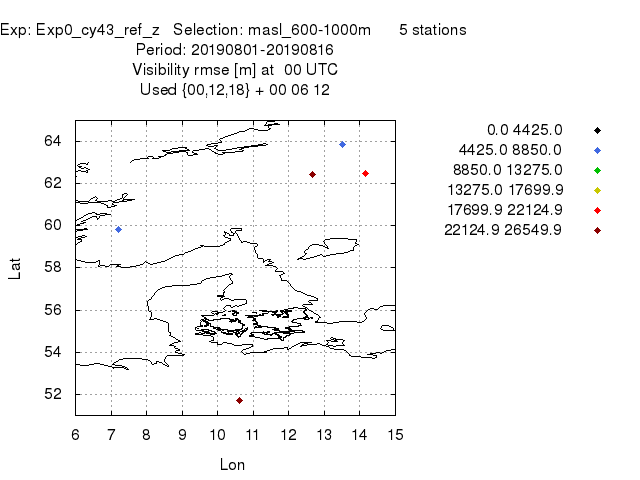 Exp: Exp0_cy43_ref_z Selection: masl_600-1000m 5 stations
Period: 20190801-20190816
Visibility rmse [m] at 00 UTC
Used {00,12,18} + 00 06 12
0.0 4425.0
4425.0 8850.0
8850.0 13275.0
13275.0 17699.9
17699.9 22124.9
22124.9 26549.9
64
62
60
58
56
54
52
Lat
6 7 8 9 10 11 12 13 14 15
Lon